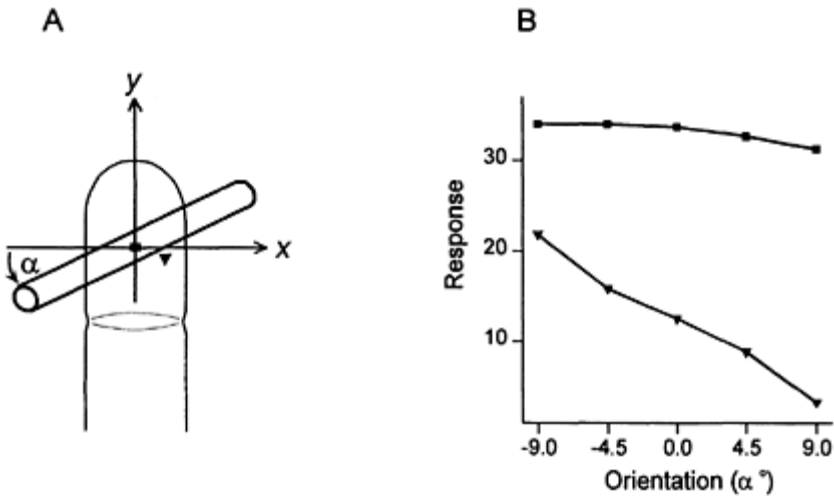 A
y
x
α
B
Response
30
20
10
-9.0 -4.5 0.0 4.5 9.0
Orientation (α °)